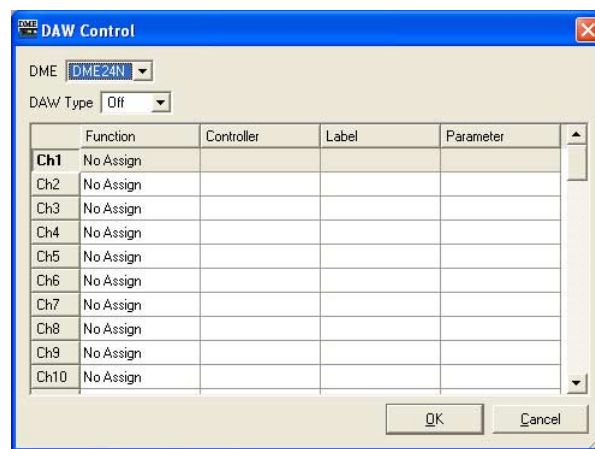 DME DAW Control
DME DME24N
DAW Type Off
Function Controller Label Parameter
Ch1 No Assign
Ch2 No Assign
Ch3 No Assign
Ch4 No Assign
Ch5 No Assign
Ch6 No Assign
Ch7 No Assign
Ch8 No Assign
Ch9 No Assign
Ch10 No Assign
OK Cancel